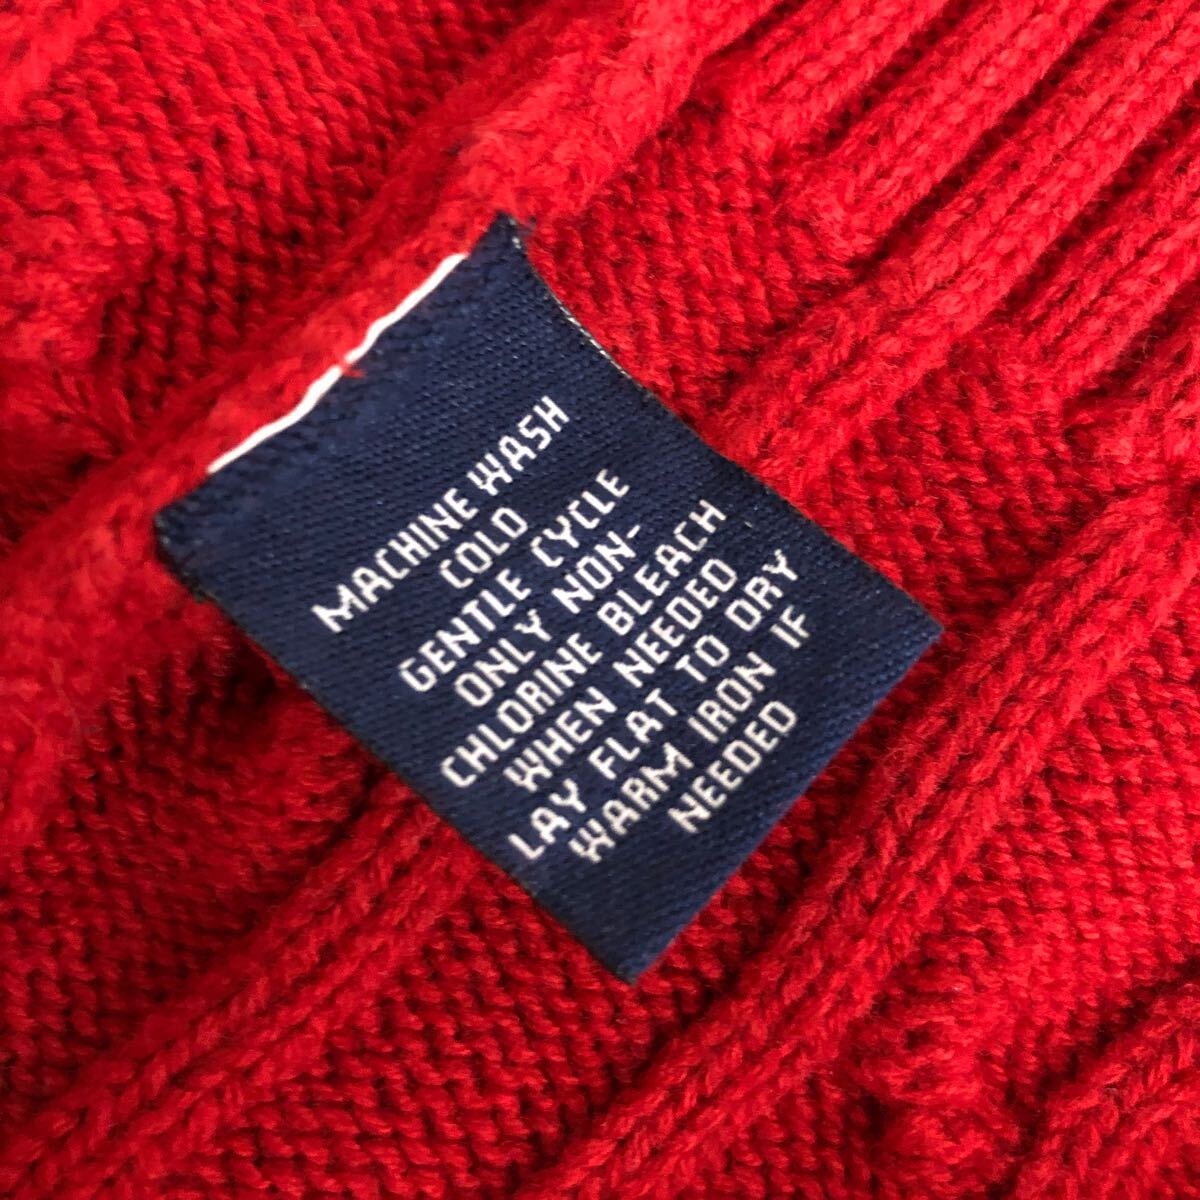 MACHINE WASH
COLD
GENTLE CYCLE
ONLY NON-
CHLORINE BLEACH
WHEN NEEDED
LAY FLAT TO DRY
WARM IRON IF
NEEDED